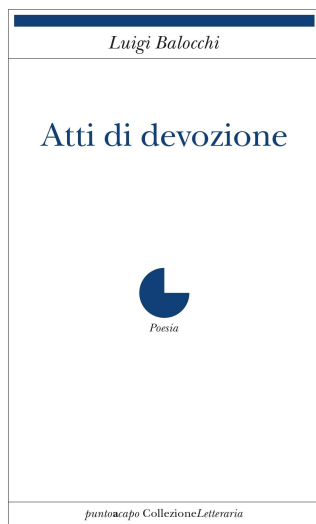 Luigi Balocchi
Atti di devozione
Poesia
puntoacapo CollezioneLetteraria